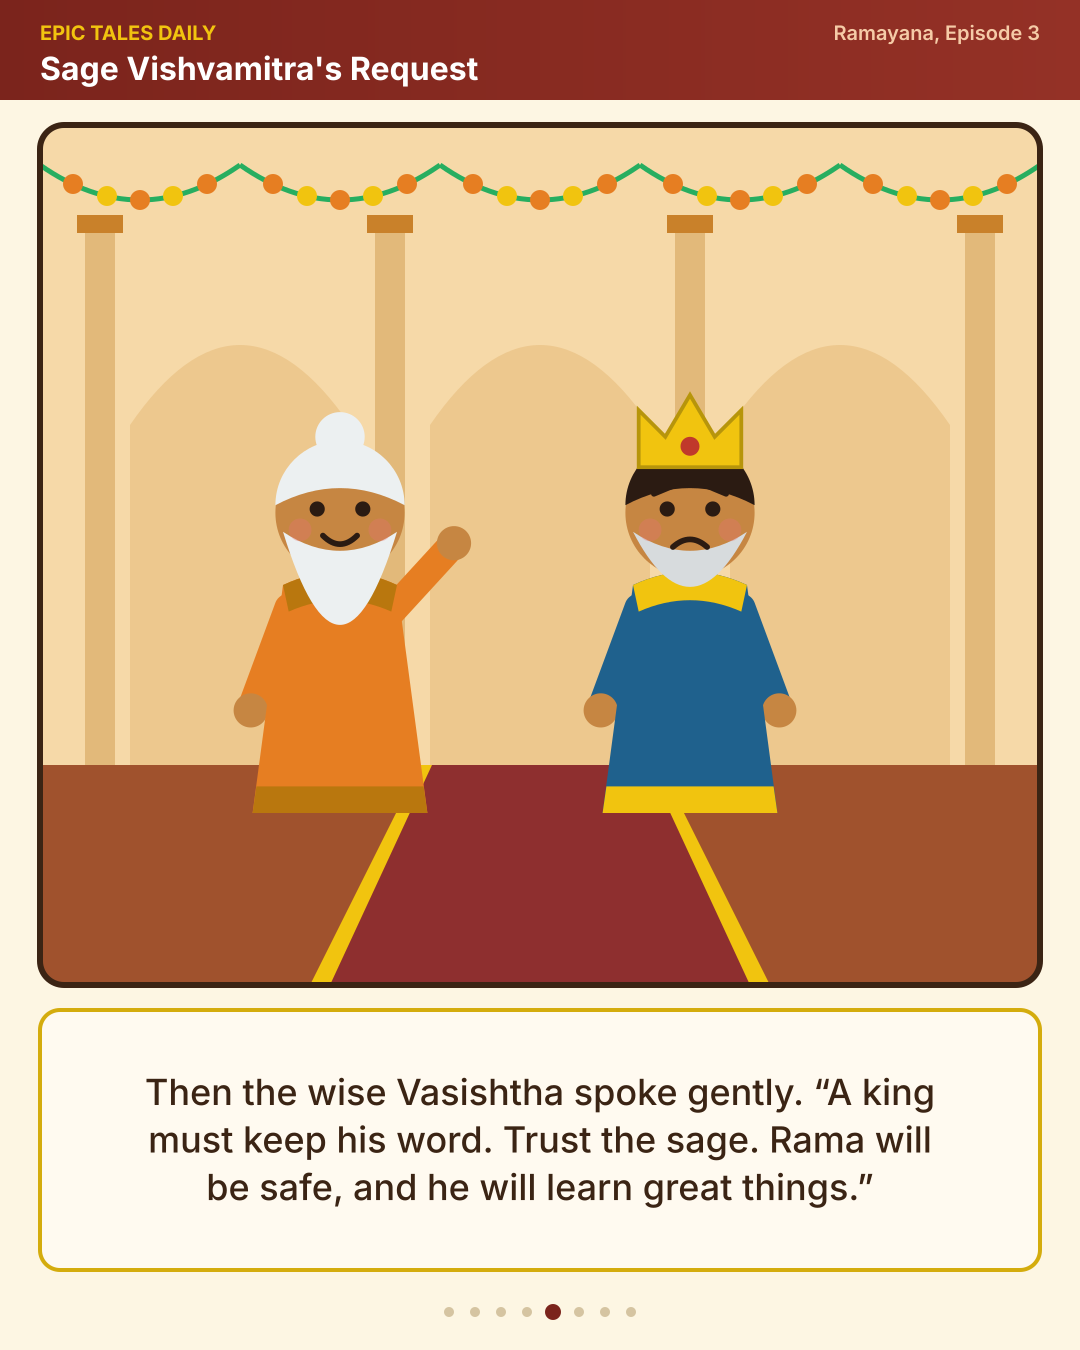 EPIC TALES DAILY
Ramayana, Episode 3
Sage Vishvamitra's Request
Then the wise Vasishtha spoke gently. “A king
must keep his word. Trust the sage. Rama will
be safe, and he will learn great things.”